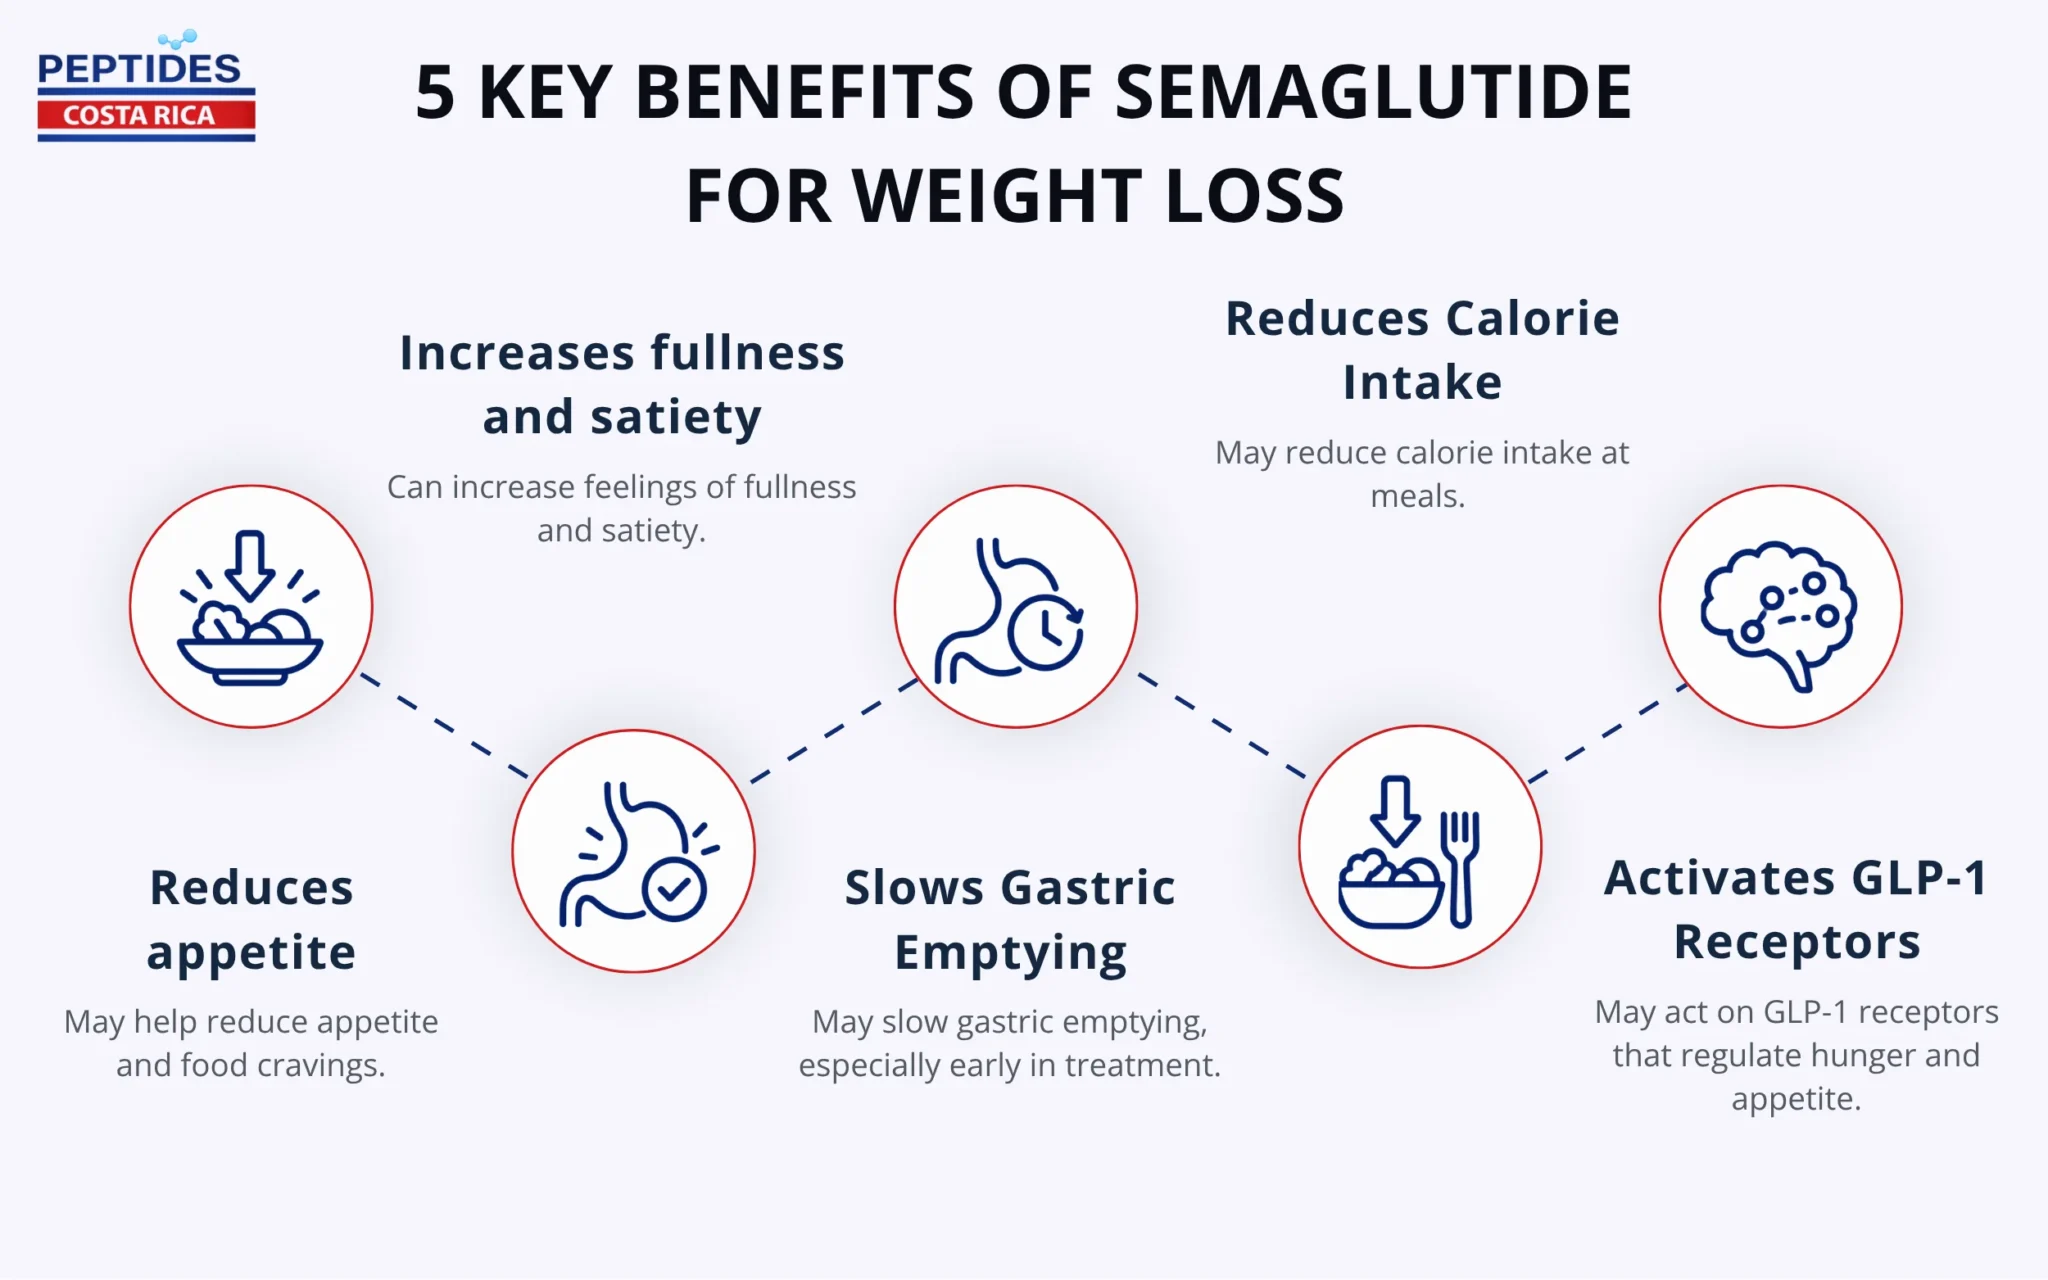 PEPTIDES
COSTA RICA
5 KEY BENEFITS OF SEMAGLUTIDE
FOR WEIGHT LOSS
Reduces
appetite
May help reduce appetite
and food cravings.
Increases fullness
and satiety
Can increase feelings of fullness
and satiety.
Slows Gastric
Emptying
May slow gastric emptying,
especially early in treatment.
Reduces Calorie
Intake
May reduce calorie intake at
meals.
Activates GLP-1
Receptors
May act on GLP-1 receptors
that regulate hunger and
appetite.